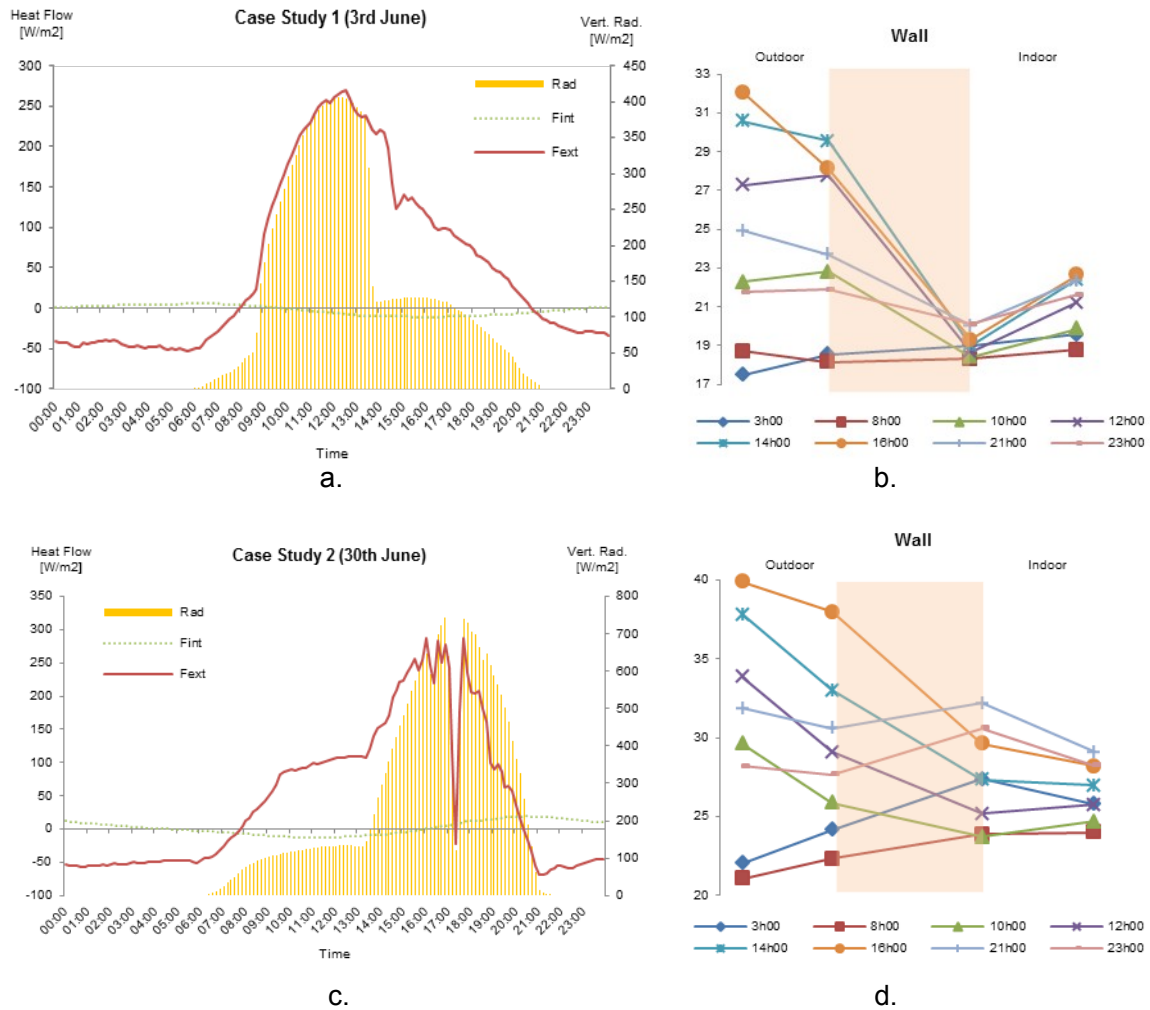 Heat Flow
[W/m2]
Case Study 1 (3rd June)
Vert. Rad.
[W/m2]
300
250
200
150
100
50
0
-50
-100
450
400
350
300
250
200
150
100
50
0
Rad
Fint
Fext
00:00 01:00 02:00 03:00 04:00 05:00 06:00 07:00 08:00 09:00 10:00 11:00 12:00 13:00 14:00 15:00 16:00 17:00 18:00 19:00 20:00 21:00 22:00 23:00
Time
a.
Wall
Outdoor Indoor
33
31
29
27
25
23
21
19
17
3h00 8h00 10h00 12h00
14h00 16h00 21h00 23h00
b.
Heat Flow
[W/m2]
Case Study 2 (30th June)
Vert. Rad.
[W/m2]
350
300
250
200
150
100
50
0
-50
-100
800
700
600
500
400
300
200
100
0
Rad
Fint
Fext
00:00 01:00 02:00 03:00 04:00 05:00 06:00 07:00 08:00 09:00 10:00 11:00 12:00 13:00 14:00 15:00 16:00 17:00 18:00 19:00 20:00 21:00 22:00 23:00
Time
c.
Wall
Outdoor Indoor
40
35
30
25
20
3h00 8h00 10h00 12h00
14h00 16h00 21h00 23h00
d.